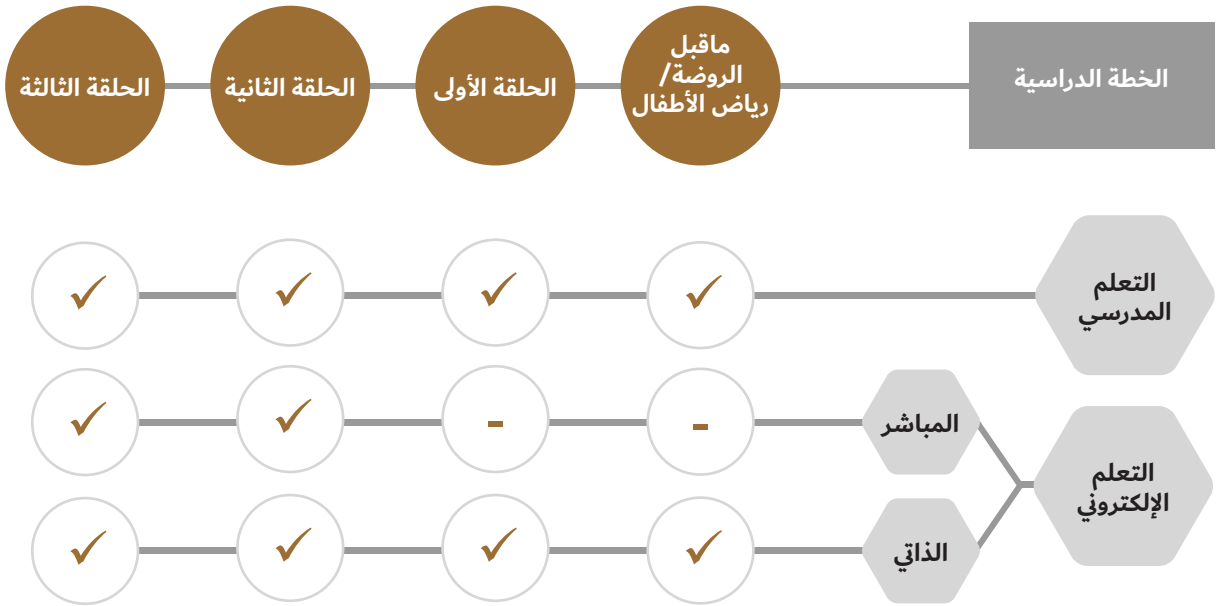 الخطة الدراسية
ماقبل
الروضة/
رياض الأطفال
الحلقة الأولى
الحلقة الثانية
الحلقة الثالثة
التعلم
المدرسي
✓ ✓ ✓ ✓
التعلم
الإلكتروني
المباشر
- - ✓ ✓
الذاتي
✓ ✓ ✓ ✓